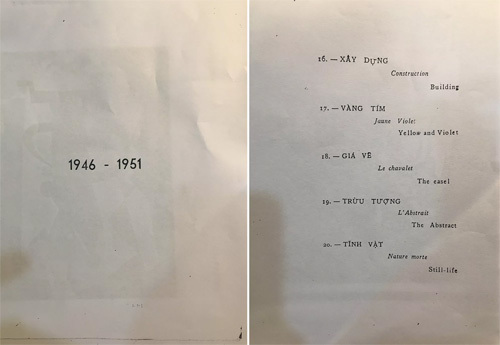 1946 - 1951
16. — XÂY DỰNG
Construction
Building
17. — VÀNG TÍM
Jaune Violet
Yellow and Violet
18. — GIÁ VẼ
Le chavalet
The easel
19. — TRỪU TƯỢNG
L'Abstrait
The Abstract
20. — TĨNH VẬT
Nature morte
Still-life